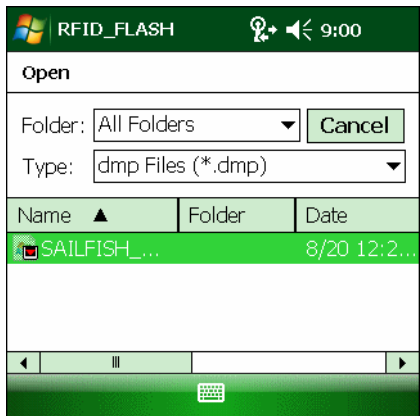 RFID_FLASH 9:00
Open
Folder: All Folders Cancel
Type: dmp Files (*.dmp)
Name Folder Date
SAILFISH_... 8/20 12:2...